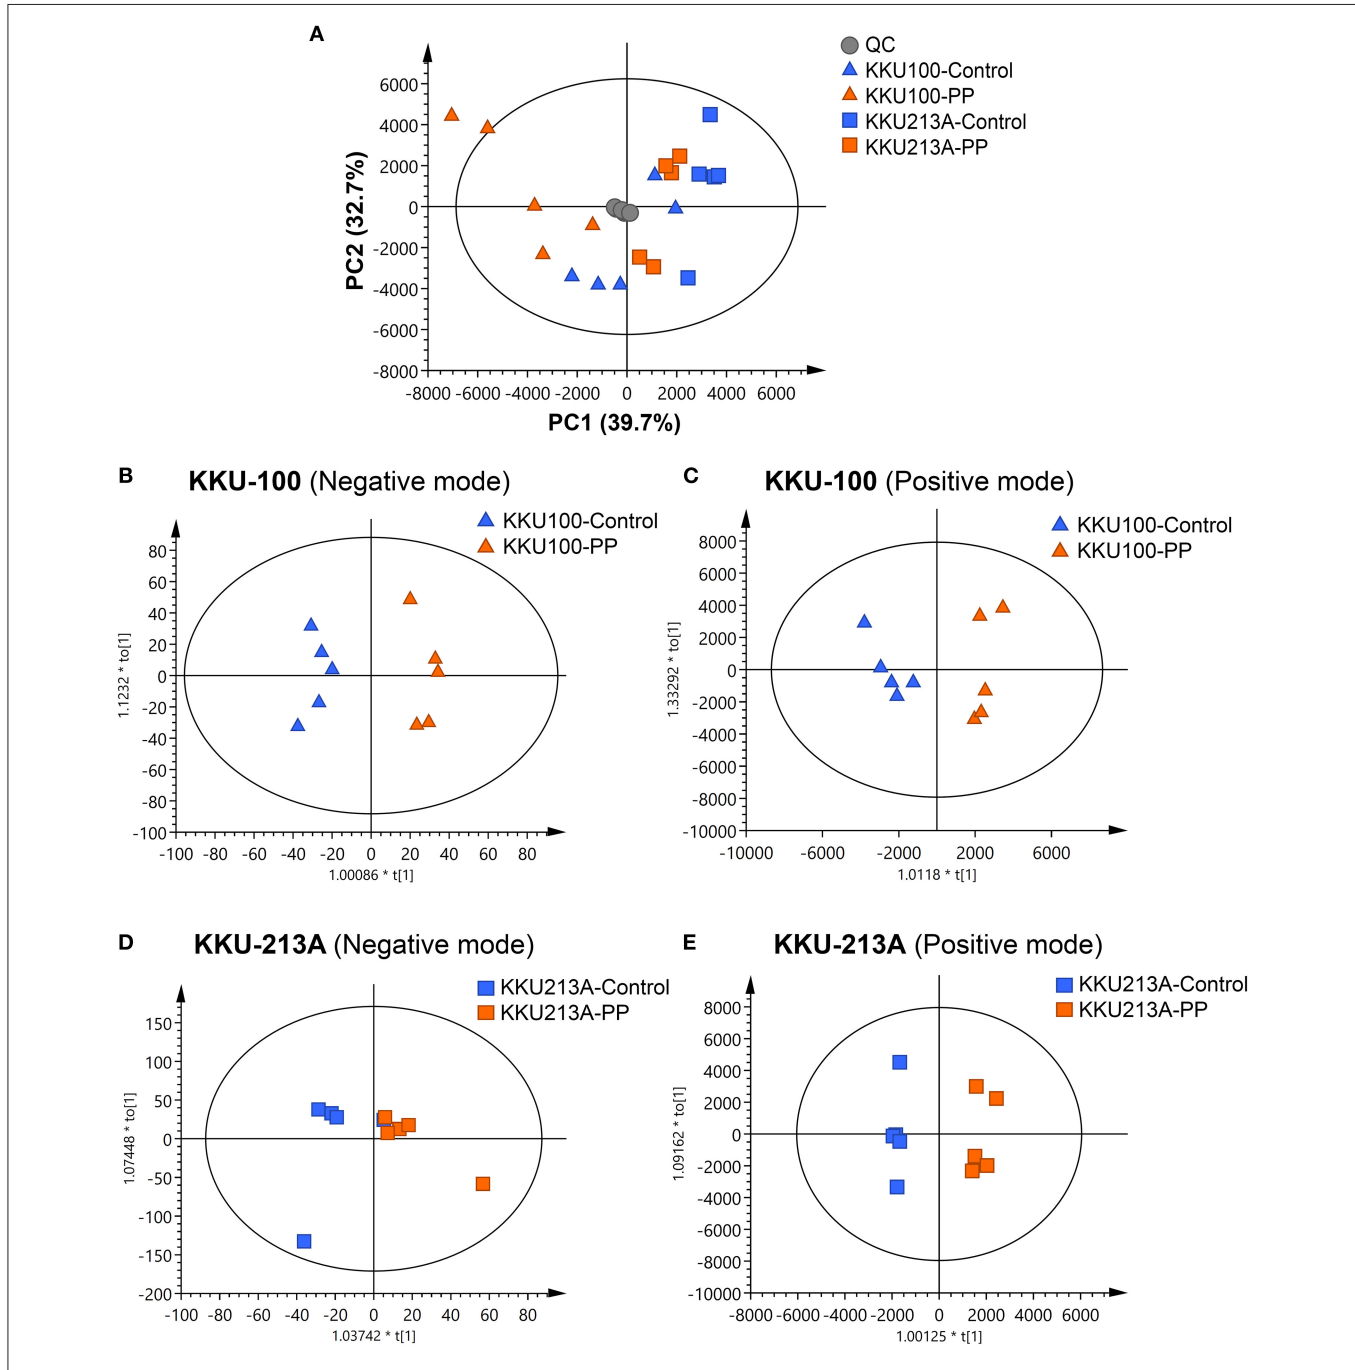 A
QC
KKU100-Control
KKU100-PP
KKU213A-Control
KKU213A-PP
PC2 (32.7%)
6000
4000
2000
0
-2000
-4000
-6000
-8000
-8000 -6000 -4000 -2000 0 2000 4000 6000
PC1 (39.7%)
B
KKU-100 (Negative mode)
KKU100-Control
KKU100-PP
1.1232 * to[1]
80
60
40
20
0
-20
-40
-60
-80
-100
-100 -80 -60 -40 -20 0 20 40 60 80
1.00086 * t[1]
C
KKU-100 (Positive mode)
KKU100-Control
KKU100-PP
1.33292 * to[1]
8000
6000
4000
2000
0
-2000
-4000
-6000
-8000
-10000
-10000 -6000 -2000 2000 6000
1.0118 * t[1]
D
KKU-213A (Negative mode)
KKU213A-Control
KKU213A-PP
1.07448 * to[1]
150
100
50
0
-50
-100
-150
-200
-100 -80 -60 -40 -20 0 20 40 60 80
1.03742 * t[1]
E
KKU-213A (Positive mode)
KKU213A-Control
KKU213A-PP
1.09162 * to[1]
8000
6000
4000
2000
0
-2000
-4000
-6000
-8000
-10000
-8000 -6000 -4000 -2000 0 2000 4000 6000
1.00125 * t[1]